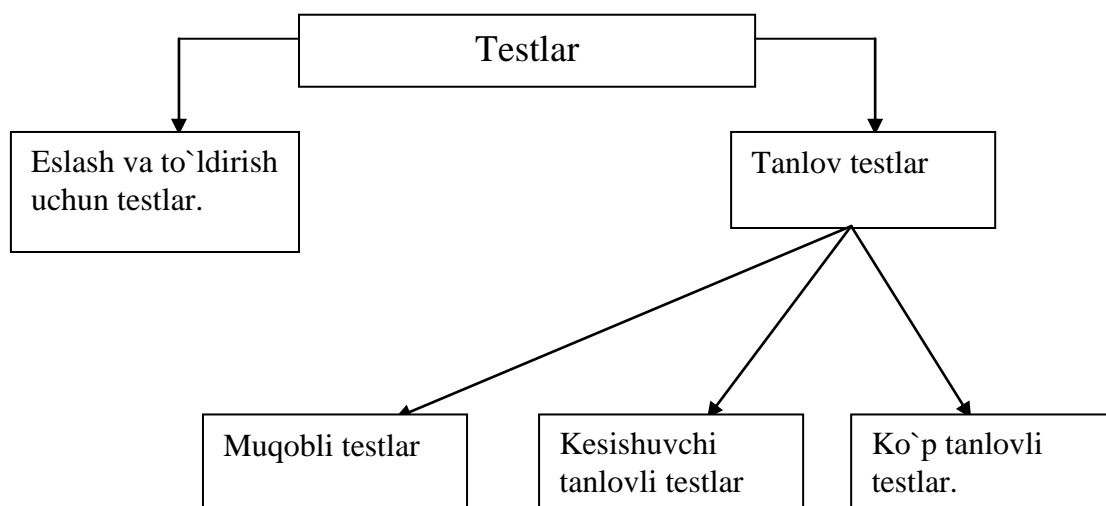 Testlar
Eslash va to`ldirish
uchun testlar.
Tanlov testlar
Muqobli testlar
Kesishuvchi
tanlovli testlar
Ko`p tanlovli
testlar.